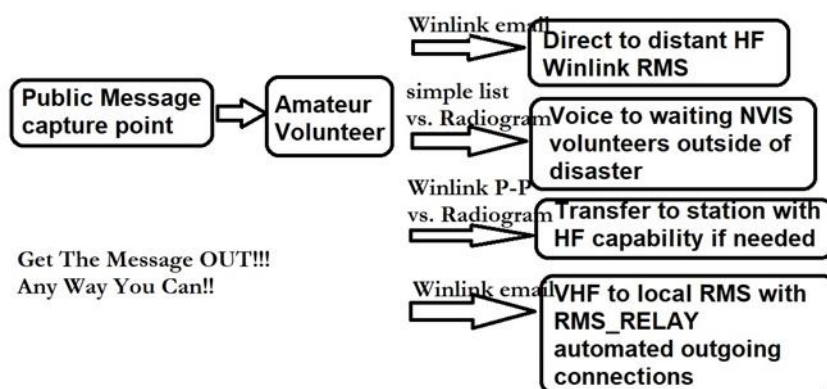 Public Message
capture point
Amateur
Volunteer
Winlink email
Direct to distant HF
Winlink RMS
simple list
vs. Radiogram
Voice to waiting NVIS
volunteers outside of
disaster
Winlink P-P
vs. Radiogram
Transfer to station with
HF capability if needed
Winlink email
VHF to local RMS with
RMS_RELAY
automated outgoing
connections
Get The Message OUT!!!
Any Way You Can!!